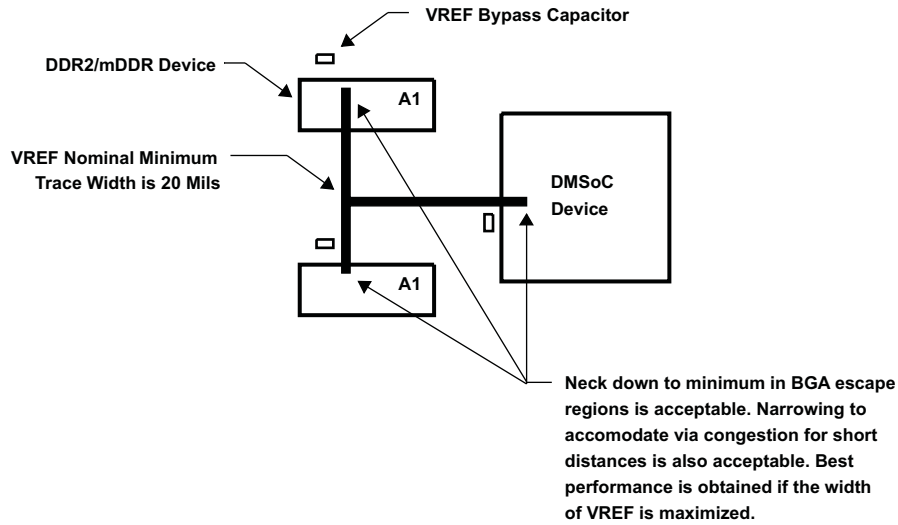 VREF Bypass Capacitor
DDR2/mDDR Device
A1
VREF Nominal Minimum
Trace Width is 20 Mils
DMSoC
Device
A1
Neck down to minimum in BGA escape
regions is acceptable. Narrowing to
accomodate via congestion for short
distances is also acceptable. Best
performance is obtained if the width
of VREF is maximized.